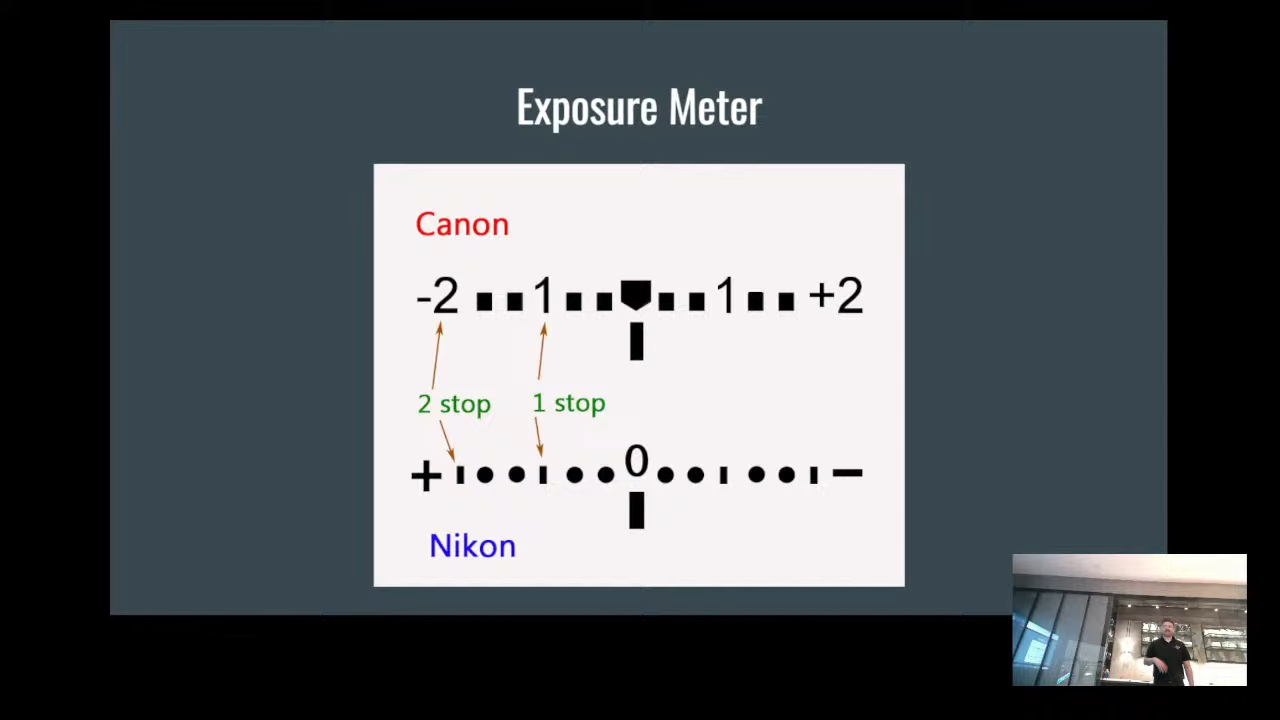 Exposure Meter
Canon
-2 1 1 +2
2 stop 1 stop
+ 0 -
Nikon